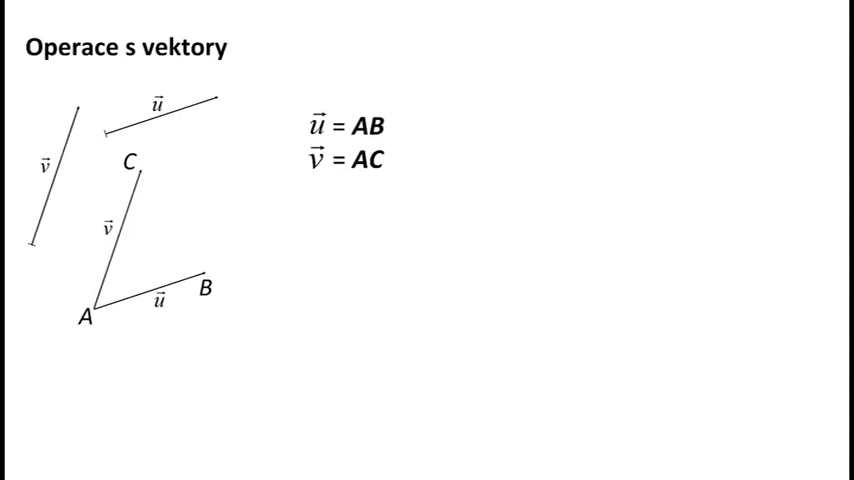 Operace s vektory
u⃗
u⃗ = AB
v⃗
C
v⃗ = AC
v⃗
B
u⃗
A